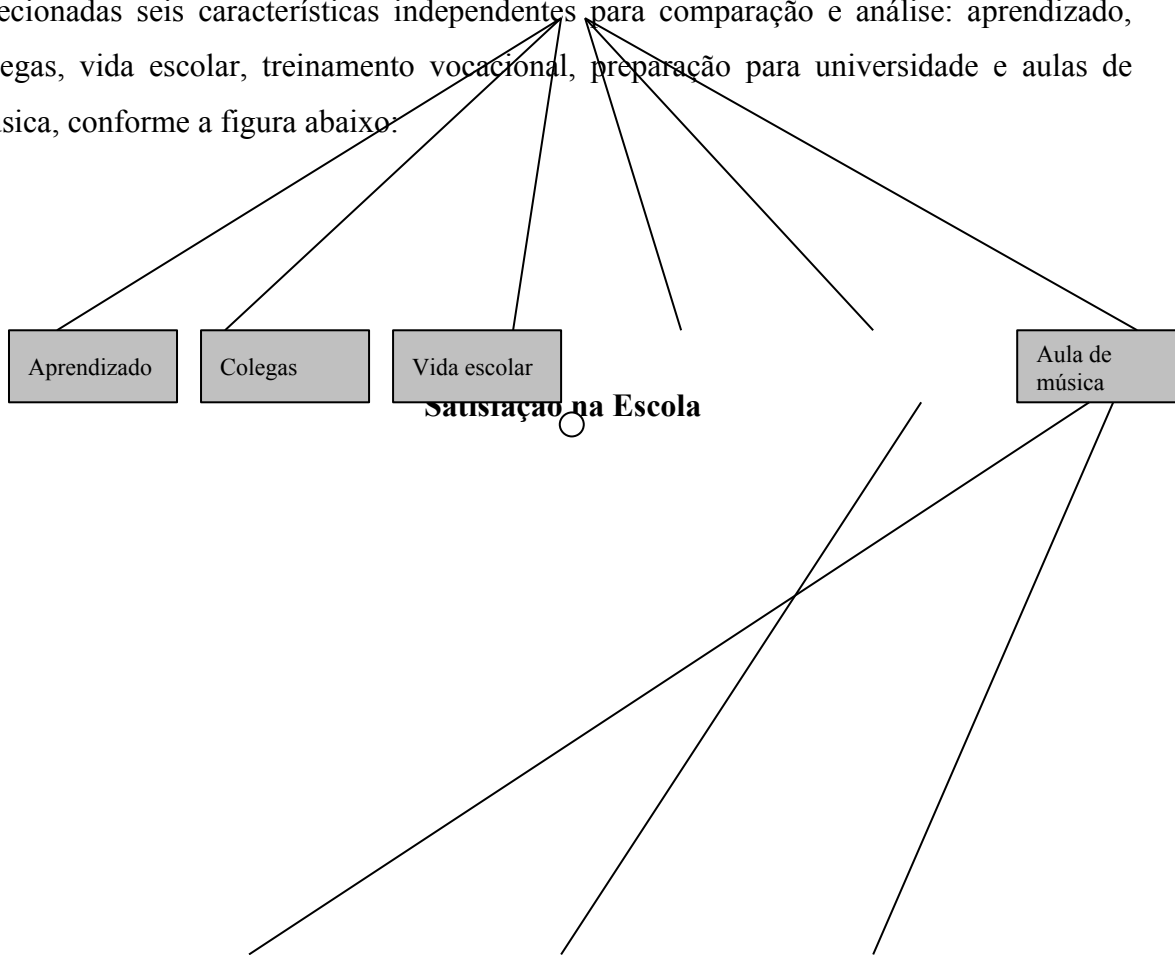 ecionadas seis características independentes para comparação e análise: aprendizado,
egas, vida escolar, treinamento vocacional, preparação para universidade e aulas de
sica, conforme a figura abaixo:
Aprendizado
Colegas
Vida escolar
Aula de
música
Satisfação na Escola